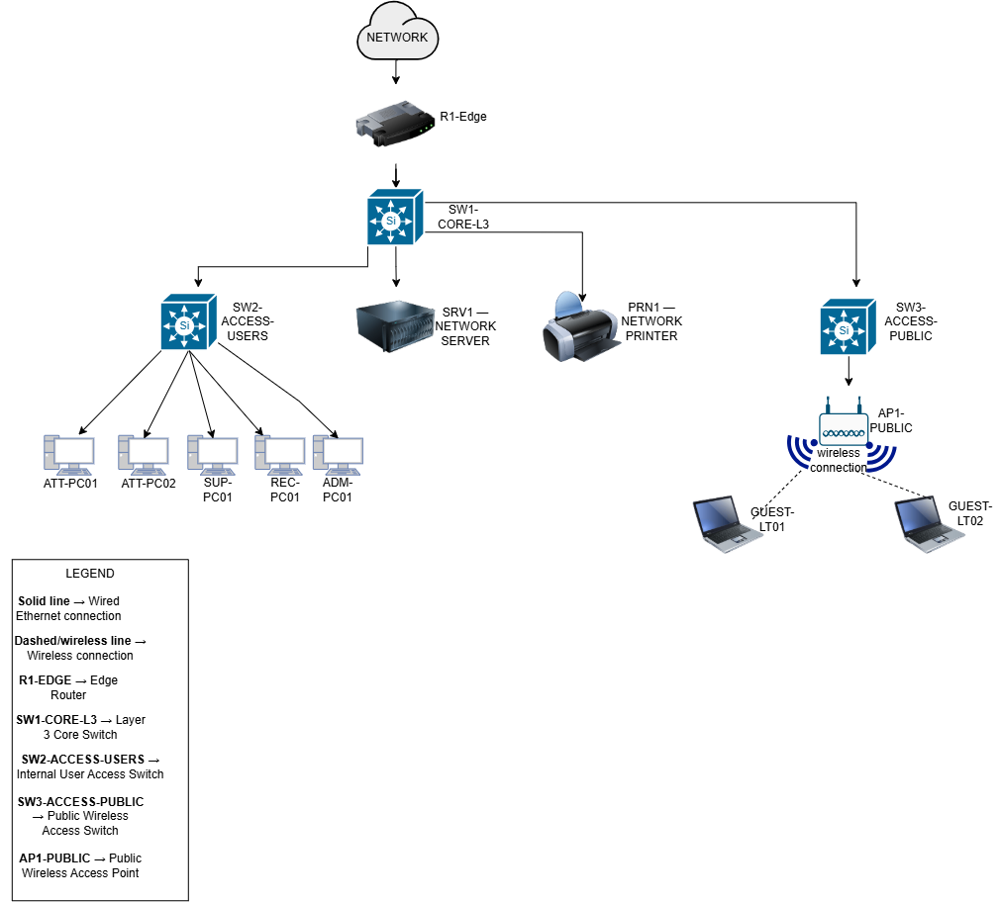 NETWORK
R1-Edge
SW1-
CORE-L3
Si
SW2-
ACCESS-
USERS
Si
SRV1 —
NETWORK
SERVER
PRN1 —
NETWORK
PRINTER
SW3-
ACCESS-
PUBLIC
Si
AP1-
PUBLIC
wireless
connection
ATT-PC01
ATT-PC02
SUP-
PC01
REC-
PC01
ADM-
PC01
GUEST-
LT01
GUEST-
LT02
LEGEND
Solid line → Wired
Ethernet connection
Dashed/wireless line →
Wireless connection
R1-EDGE → Edge
Router
SW1-CORE-L3 → Layer
3 Core Switch
SW2-ACCESS-USERS →
Internal User Access Switch
SW3-ACCESS-PUBLIC
→ Public Wireless
Access Switch
AP1-PUBLIC → Public
Wireless Access Point